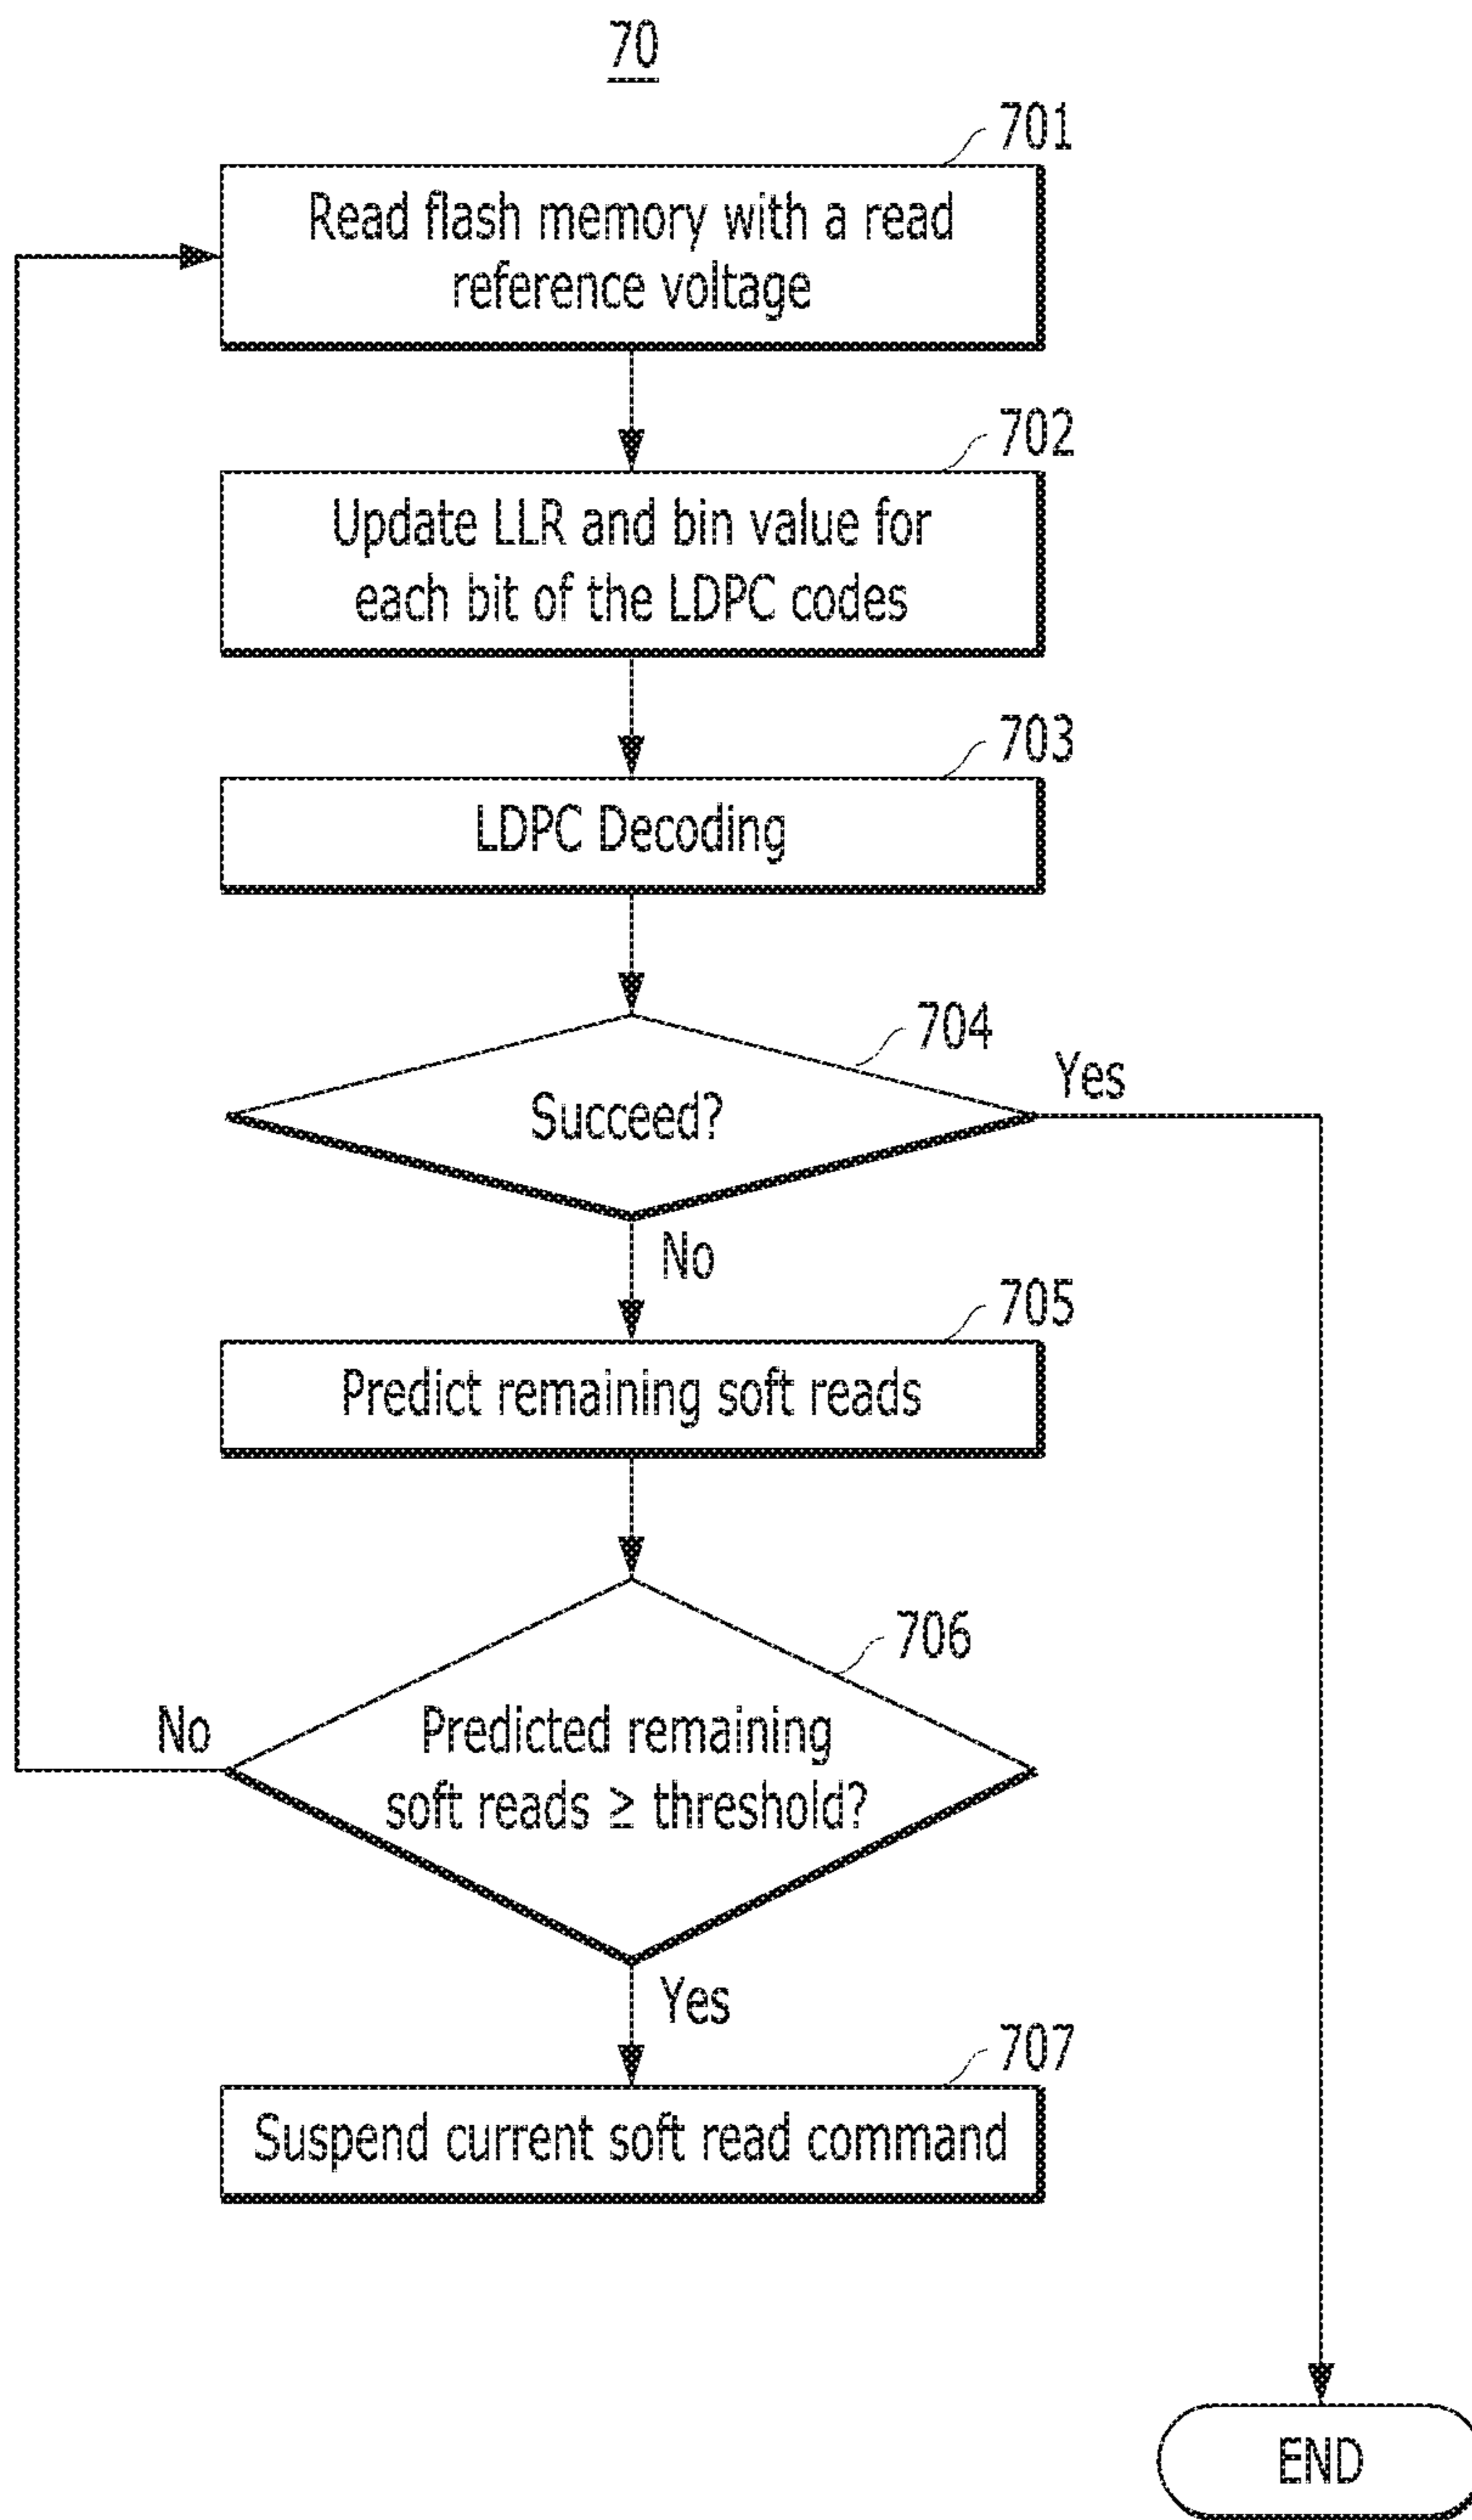 70
701
Read flash memory with a read
reference voltage
702
Update LLR and bin value for
each bit of the LDPC codes
703
LDPC Decoding
704
Yes
Succeed?
No
705
Predict remaining soft reads
706
No
Predicted remaining
soft reads ≥ threshold?
Yes
707
Suspend current soft read command
END